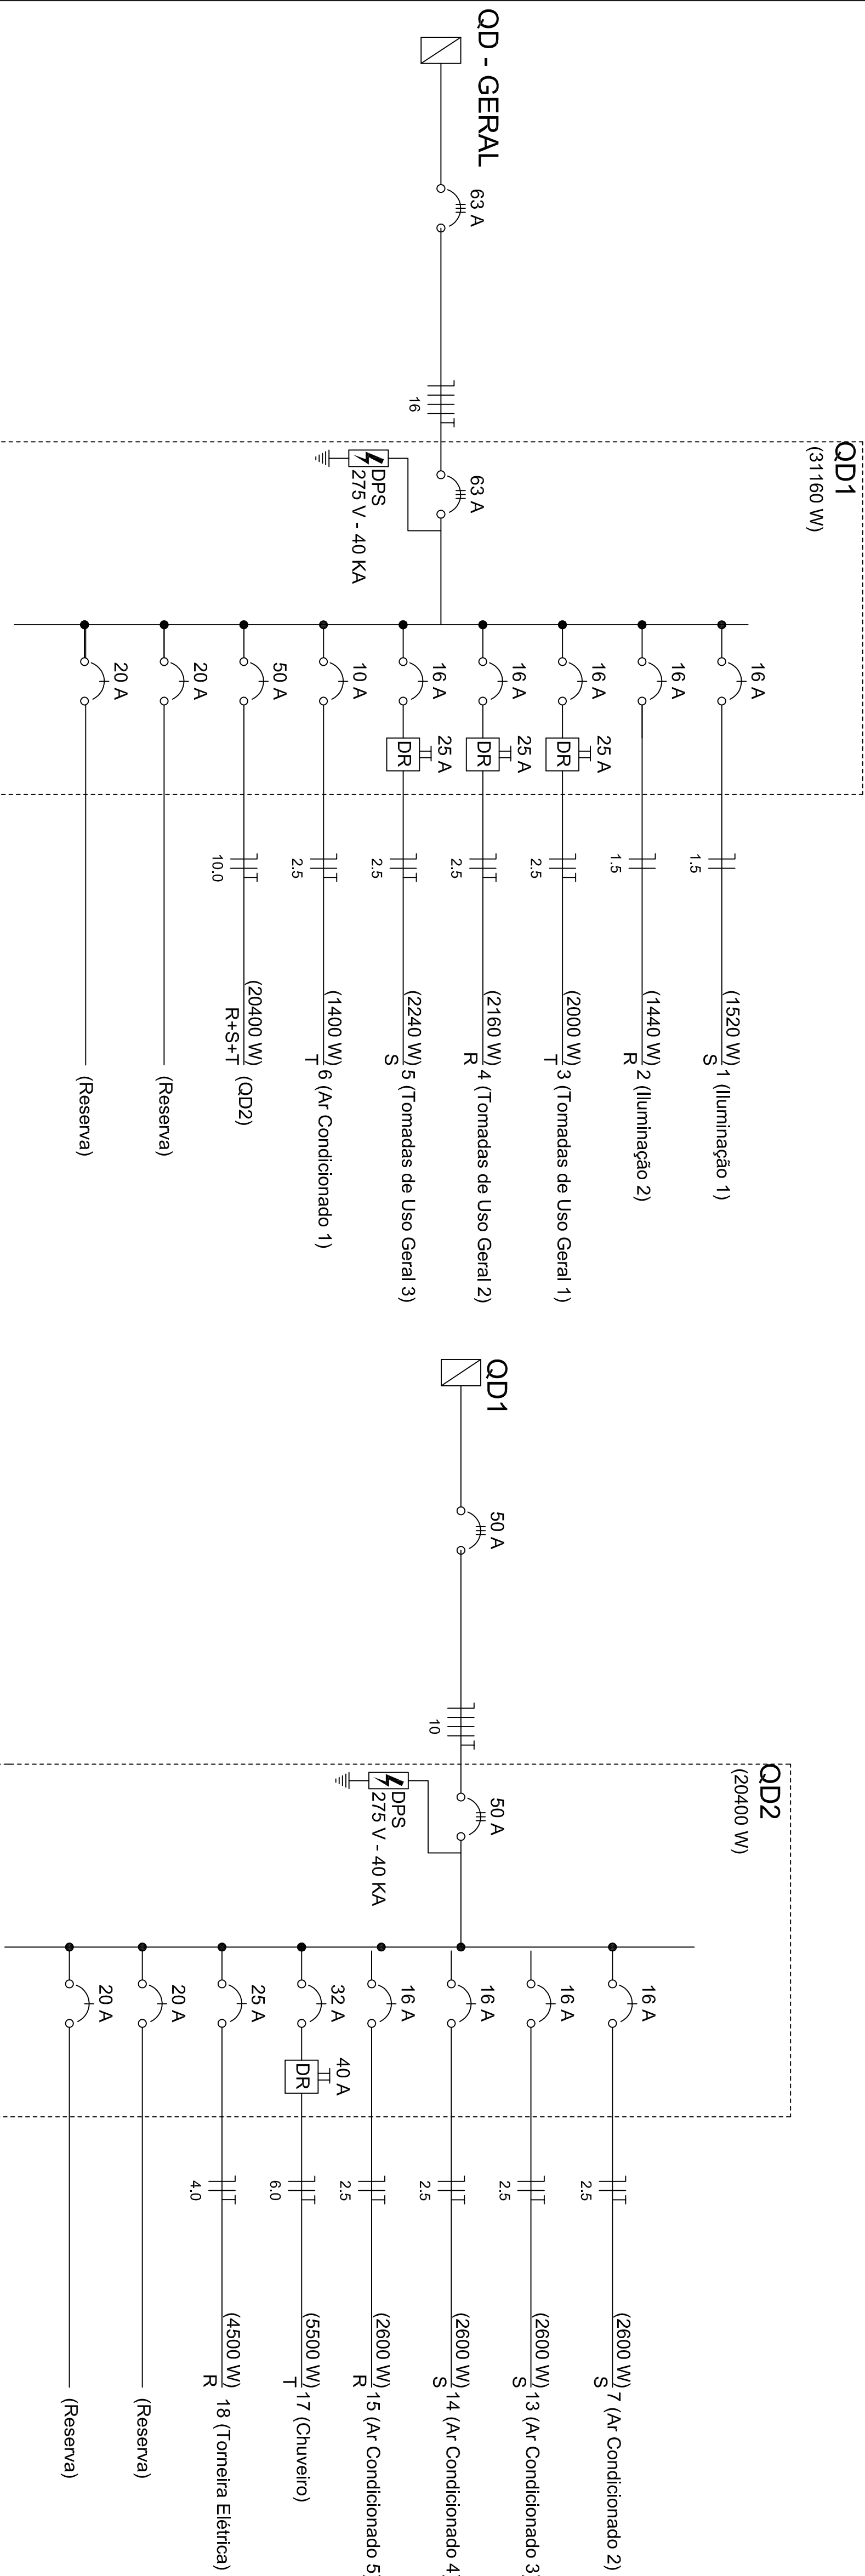 QD - GERAL
63 A
16
QD1
(31160 W)
63 A
DPS
275 V - 40 KA
16 A
1.5
(1520 W)
S
1 (Iluminação 1)
16 A
1.5
(1440 W)
R
2 (Iluminação 2)
16 A
25 A
DR
2.5
(2000 W)
T
3 (Tomadas de Uso Geral 1)
16 A
25 A
DR
2.5
(2160 W)
R
4 (Tomadas de Uso Geral 2)
16 A
25 A
DR
2.5
(2240 W)
S
5 (Tomadas de Uso Geral 3)
10 A
2.5
(1400 W)
T
6 (Ar Condicionado 1)
50 A
10.0
(20400 W)
R+S+T
(QD2)
20 A
(Reserva)
20 A
(Reserva)
QD1
50 A
10
QD2
(20400 W)
50 A
DPS
275 V - 40 KA
16 A
2.5
(2600 W)
S
7 (Ar Condicionado 2)
16 A
2.5
(2600 W)
S
13 (Ar Condicionado 3)
16 A
2.5
(2600 W)
S
14 (Ar Condicionado 4)
16 A
2.5
(2600 W)
R
15 (Ar Condicionado 5)
32 A
40 A
DR
6.0
(5500 W)
T
17 (Chuveiro)
25 A
4.0
(4500 W)
R
18 (Torneira Elétrica)
20 A
(Reserva)
20 A
(Reserva)